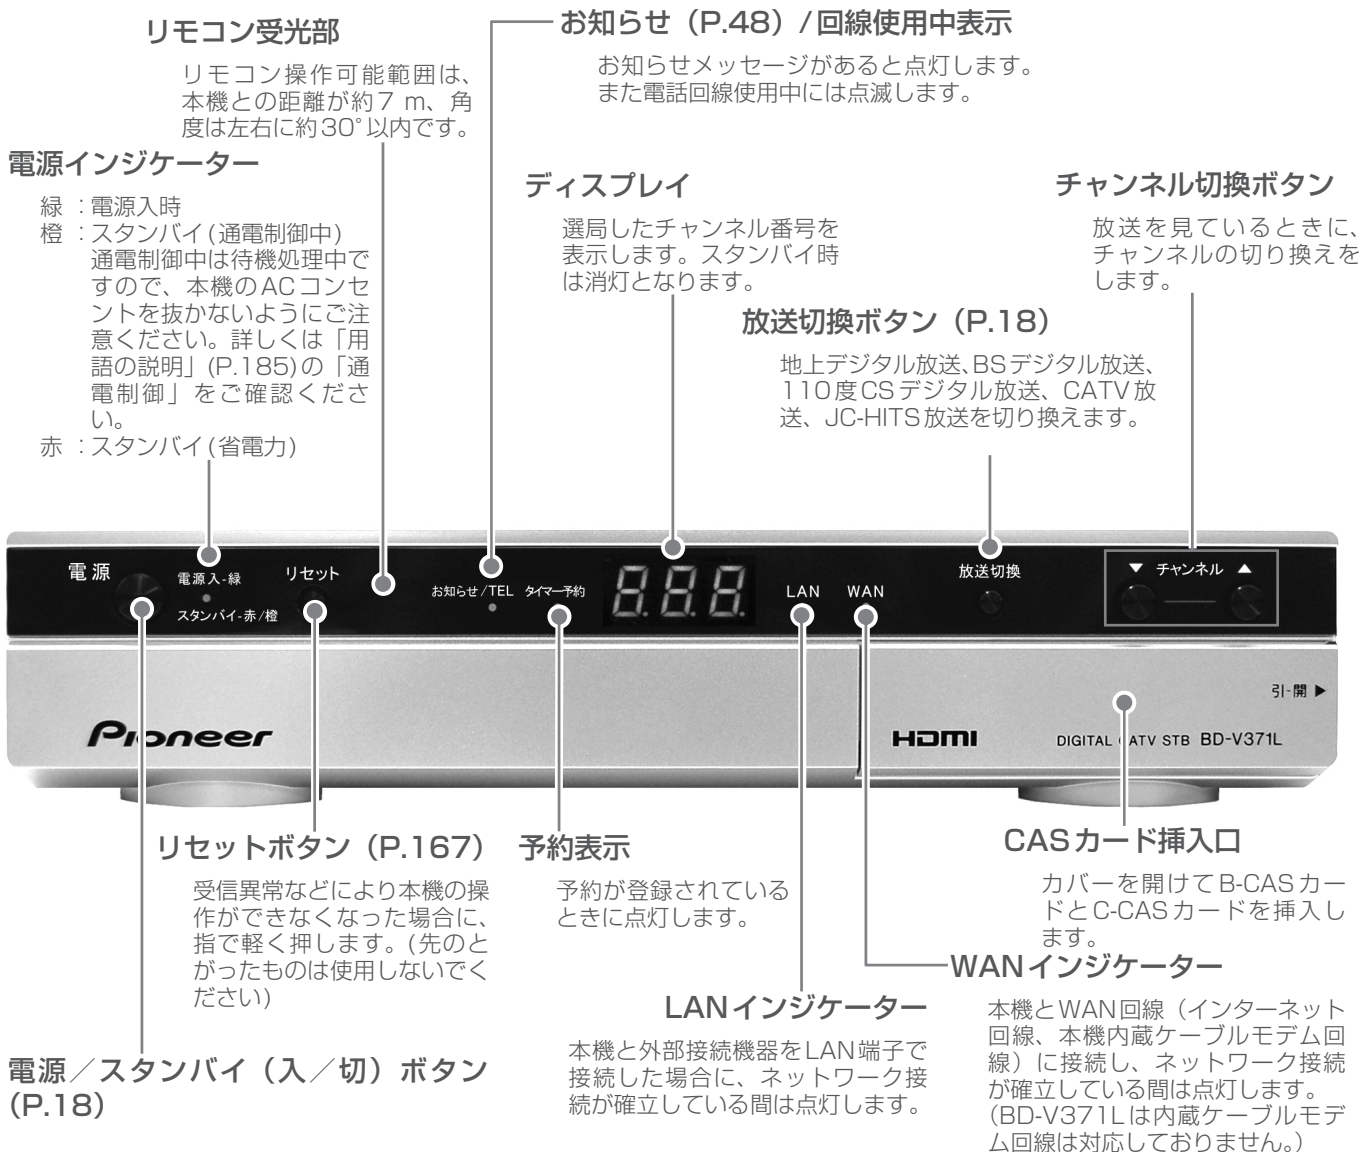 リモコン受光部
リモコン操作可能範囲は、
本機との距離が約7 m、角
度は左右に約30°以内です。
お知らせ（P.48）/回線使用中表示
お知らせメッセージがあると点灯します。
また電話回線使用中には点滅します。
電源インジケーター
緑 ：電源入時
橙 ：スタンバイ(通電制御中)
通電制御中は待機処理中で
すので、本機のACコンセ
ントを抜かないようにご注
意ください。詳しくは「用
語の説明」(P.185)の「通
電制御」をご確認くださ
い。
赤 ：スタンバイ(省電力)
ディスプレイ
選局したチャンネル番号を
表示します。スタンバイ時
は消灯となります。
チャンネル切換ボタン
放送を見ているときに、
チャンネルの切り換えを
します。
放送切換ボタン（P.18）
地上デジタル放送、BSデジタル放送、
110度CSデジタル放送、CATV放
送、JC-HITS放送を切り換えます。
電源
電源入-緑
スタンバイ-赤/橙
リセット
お知らせ/TEL
タイマー予約
888
LAN
WAN
放送切換
▼ チャンネル ▲
引-開 ▶
Pioneer
HDMI
DIGITAL CATV STB BD-V371L
リセットボタン（P.167）
受信異常などにより本機の操
作ができなくなった場合に、
指で軽く押します。(先のと
がったものは使用しないでく
ださい)
予約表示
予約が登録されている
ときに点灯します。
CASカード挿入口
カバーを開けてB-CASカー
ドとC-CASカードを挿入し
ます。
WANインジケーター
本機とWAN回線（インターネット
回線、本機内蔵ケーブルモデム回
線）に接続し、ネットワーク接続
が確立している間は点灯します。
（BD-V371Lは内蔵ケーブルモデ
ム回線は対応しておりません。）
LANインジケーター
本機と外部接続機器をLAN端子で
接続した場合に、ネットワーク接
続が確立している間は点灯します。
電源／スタンバイ（入／切）ボタン
（P.18）